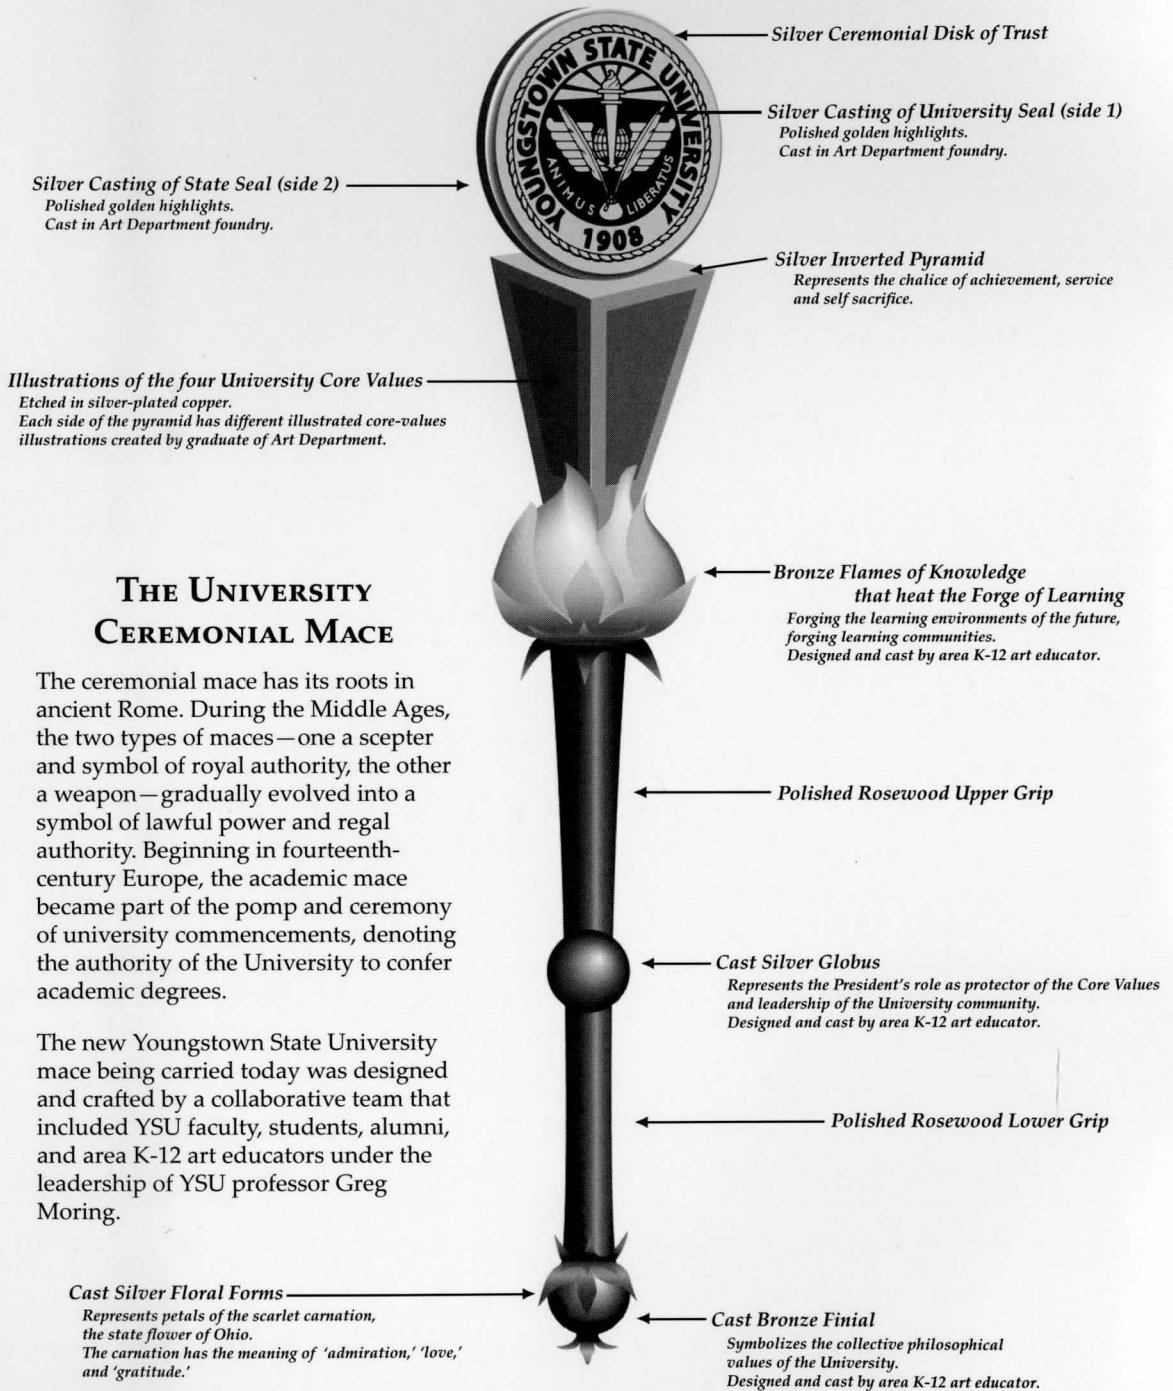 Silver Ceremonial Disk of Trust
YOUNGSTOWN STATE UNIVERSITY
ANIMUS LIBERATUS
1908
Silver Casting of University Seal (side 1)
Polished golden highlights.
Cast in Art Department foundry.
Silver Casting of State Seal (side 2)
Polished golden highlights.
Cast in Art Department foundry.
Silver Inverted Pyramid
Represents the chalice of achievement, service
and self sacrifice.
Illustrations of the four University Core Values
Etched in silver-plated copper.
Each side of the pyramid has different illustrated core-values
illustrations created by graduate of Art Department.
Bronze Flames of Knowledge
that heat the Forge of Learning
Forging the learning environments of the future,
forging learning communities.
Designed and cast by area K-12 art educator.
THE UNIVERSITY
CEREMONIAL MACE
The ceremonial mace has its roots in
ancient Rome. During the Middle Ages,
the two types of maces—one a scepter
and symbol of royal authority, the other
a weapon—gradually evolved into a
symbol of lawful power and regal
authority. Beginning in fourteenth-
century Europe, the academic mace
became part of the pomp and ceremony
of university commencements, denoting
the authority of the University to confer
academic degrees.
The new Youngstown State University
mace being carried today was designed
and crafted by a collaborative team that
included YSU faculty, students, alumni,
and area K-12 art educators under the
leadership of YSU professor Greg
Moring.
Polished Rosewood Upper Grip
Cast Silver Globus
Represents the President's role as protector of the Core Values
and leadership of the University community.
Designed and cast by area K-12 art educator.
Polished Rosewood Lower Grip
Cast Silver Floral Forms
Represents petals of the scarlet carnation,
the state flower of Ohio.
The carnation has the meaning of 'admiration,' 'love,'
and 'gratitude.'
Cast Bronze Finial
Symbolizes the collective philosophical
values of the University.
Designed and cast by area K-12 art educator.